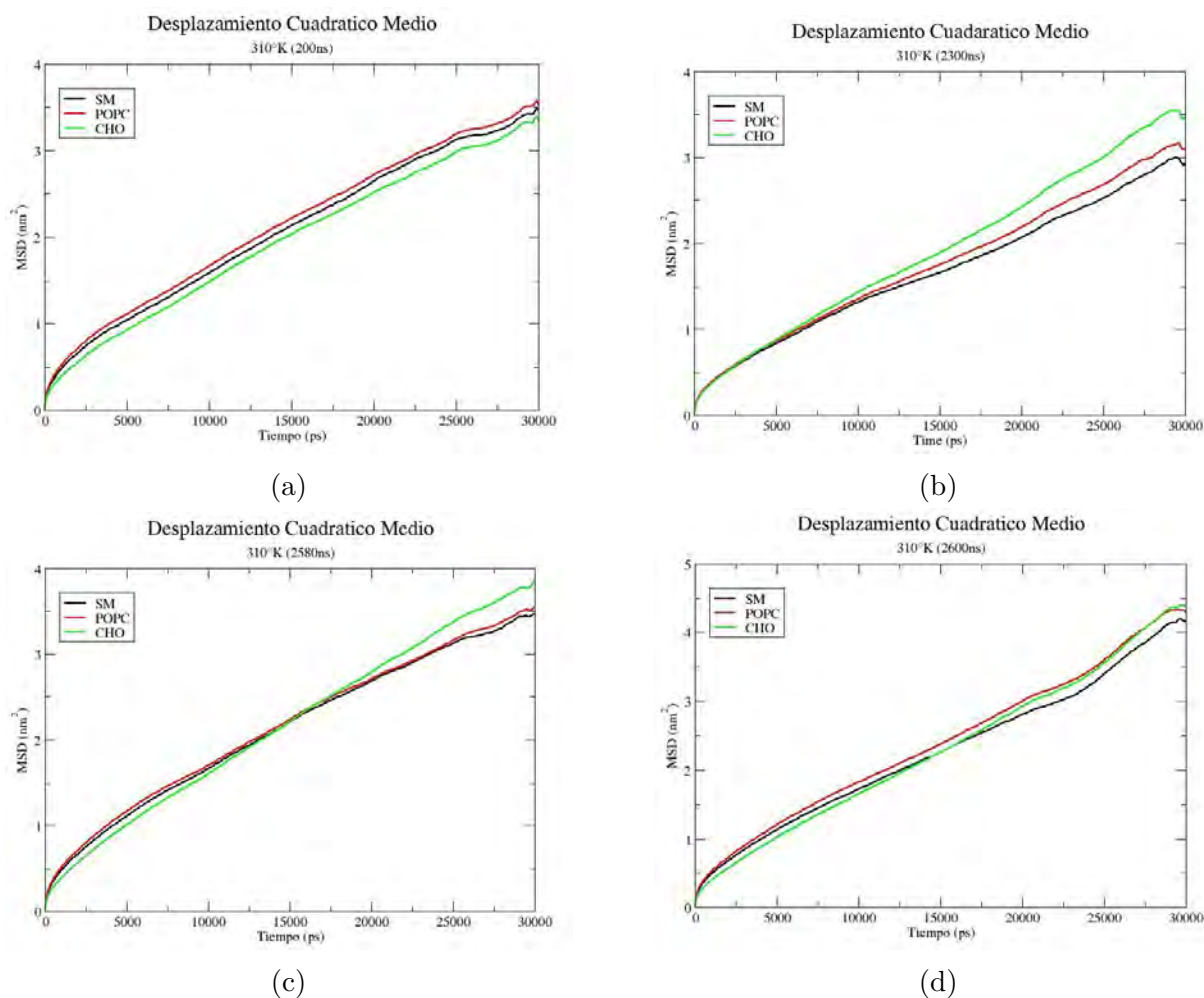 Desplazamiento Cuadratico Medio
310°K (200ns)
4
3
2
1
0
MSD (nm²)
SM
POPC
CHO
0 5000 10000 15000 20000 25000 30000
Tiempo (ps)
(a)
Desplazamiento Cuadaratico Medio
310°K (2300ns)
4
3
2
1
0
MSD (nm²)
SM
POPC
CHO
0 5000 10000 15000 20000 25000 30000
Time (ps)
(b)
Desplazamiento Cuadratico Medio
310°K (2580ns)
4
3
2
1
0
MSD (nm²)
SM
POPC
CHO
0 5000 10000 15000 20000 25000 30000
Tiempo (ps)
(c)
Desplazamiento Cuadratico Medio
310°K (2600ns)
5
4
3
2
1
0
MSD (nm²)
SM
POPC
CHO
0 5000 10000 15000 20000 25000 30000
Tiempo (ps)
(d)